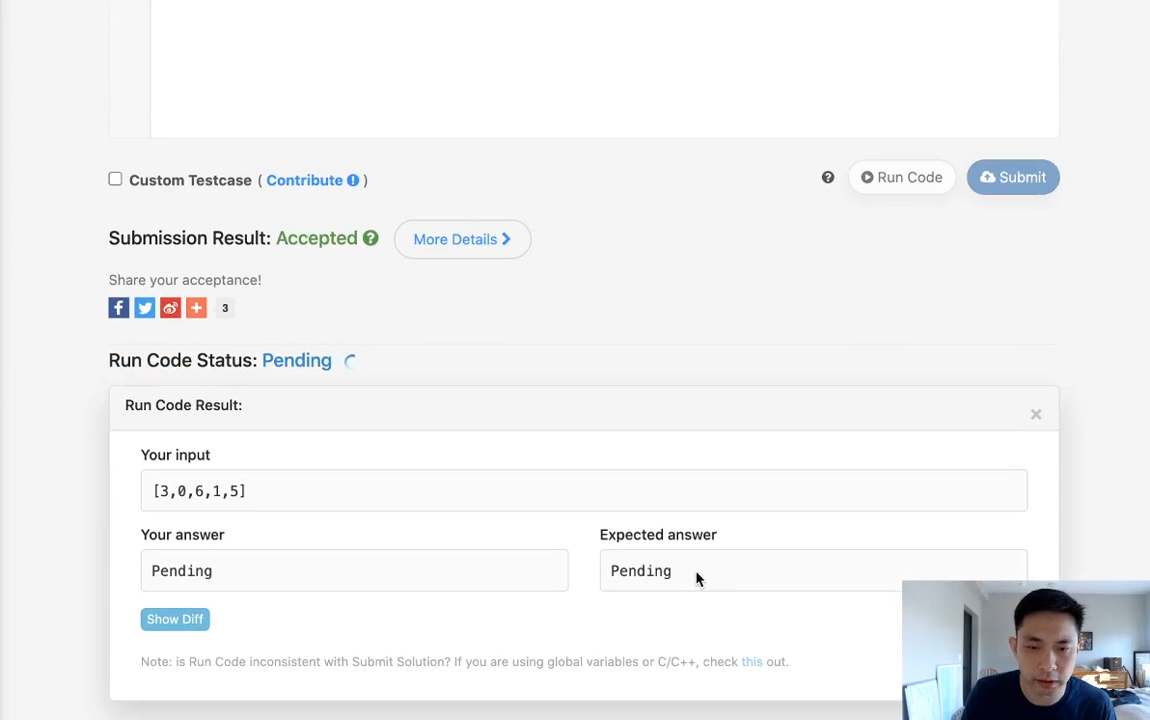 Custom Testcase ( Contribute )
Run Code
Submit
Submission Result: Accepted
More Details
Share your acceptance!
3
Run Code Status: Pending
Run Code Result:
×
Your input
[3,0,6,1,5]
Your answer
Expected answer
Pending
Pending
Show Diff
Note: is Run Code inconsistent with Submit Solution? If you are using global variables or C/C++, check this out.